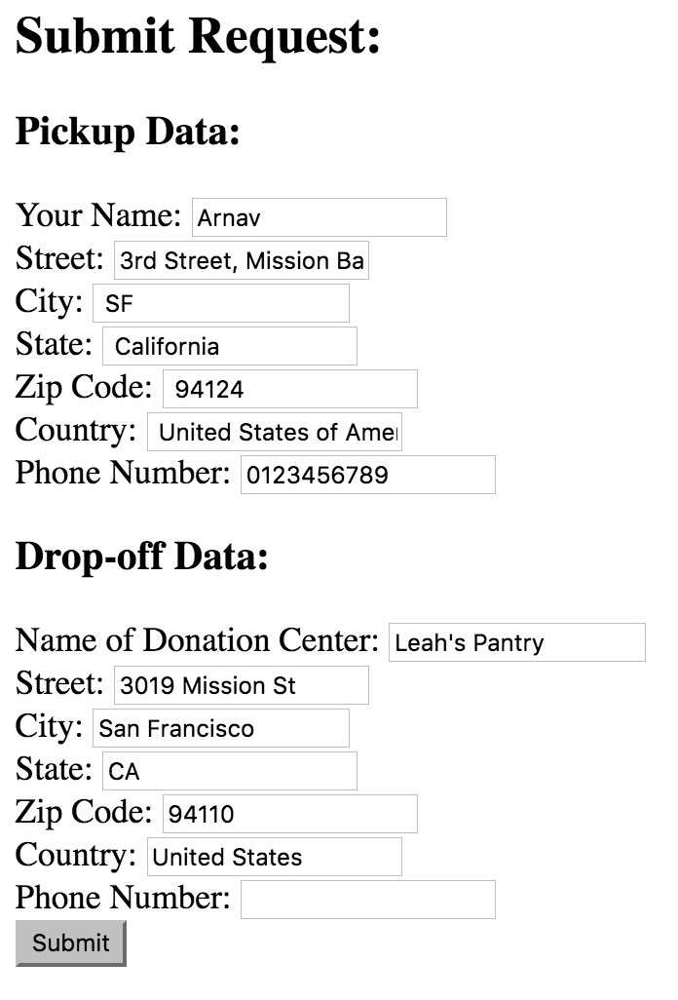 Submit Request:
Pickup Data:
Your Name: Arnav
Street: 3rd Street, Mission Ba
City: SF
State: California
Zip Code: 94124
Country: United States of Amer
Phone Number: 0123456789
Drop-off Data:
Name of Donation Center: Leah's Pantry
Street: 3019 Mission St
City: San Francisco
State: CA
Zip Code: 94110
Country: United States
Phone Number:
Submit